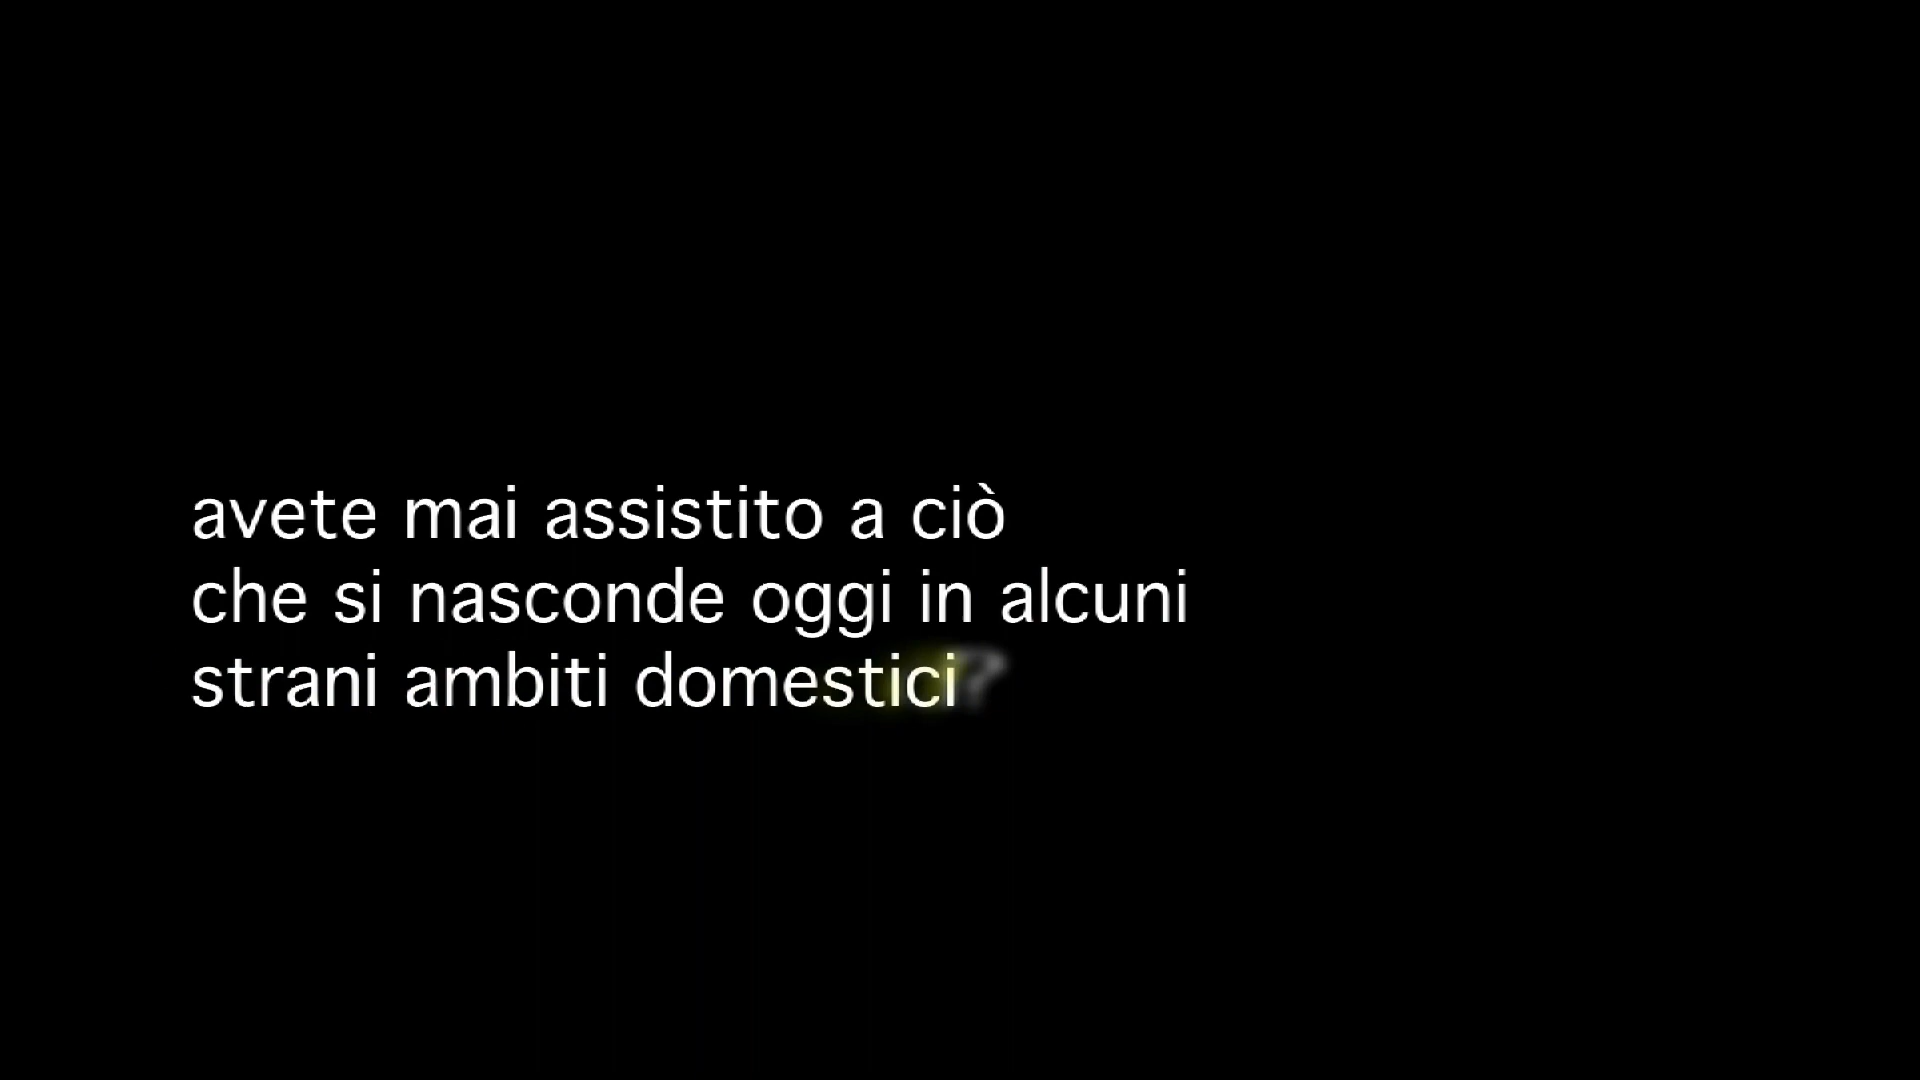 avete mai assistito a ciò
che si nasconde oggi in alcuni
strani ambiti domestici?